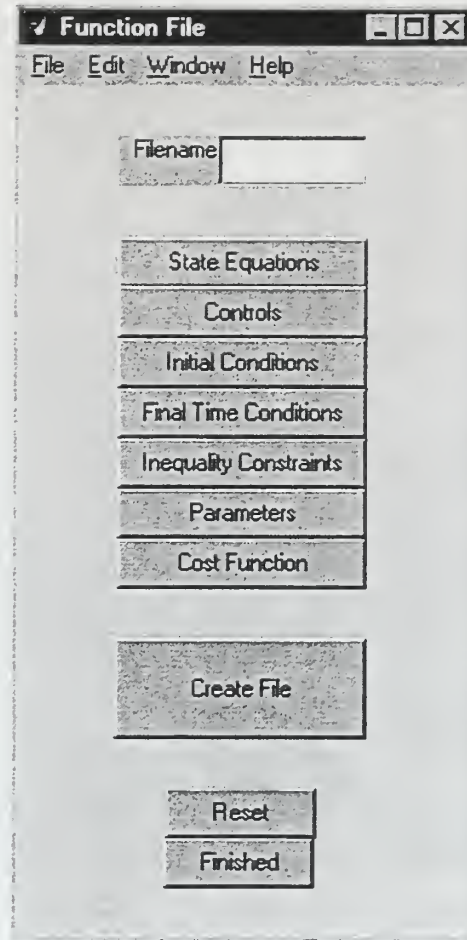 Function File
File Edit Window Help
Filename
State Equations
Controls
Initial Conditions
Final Time Conditions
Inequality Constraints
Parameters
Cost Function
Create File
Reset
Finished